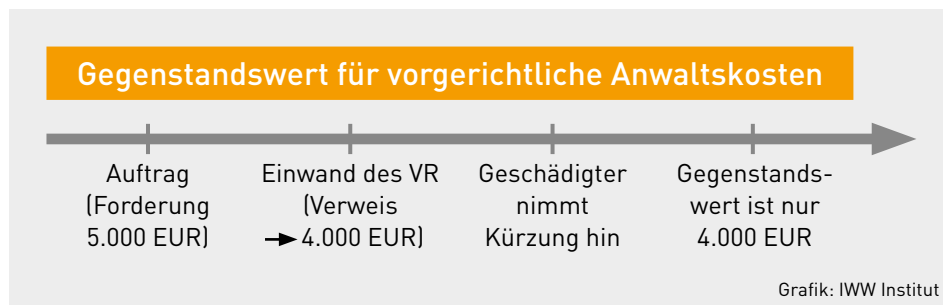 Gegenstandswert für vorgerichtliche Anwaltskosten
Auftrag
(Forderung
5.000 EUR)
Einwand des VR
(Verweis
→ 4.000 EUR)
Geschädigter
nimmt
Kürzung hin
Gegenstands-
wert ist nur
4.000 EUR
Grafik: IWW Institut